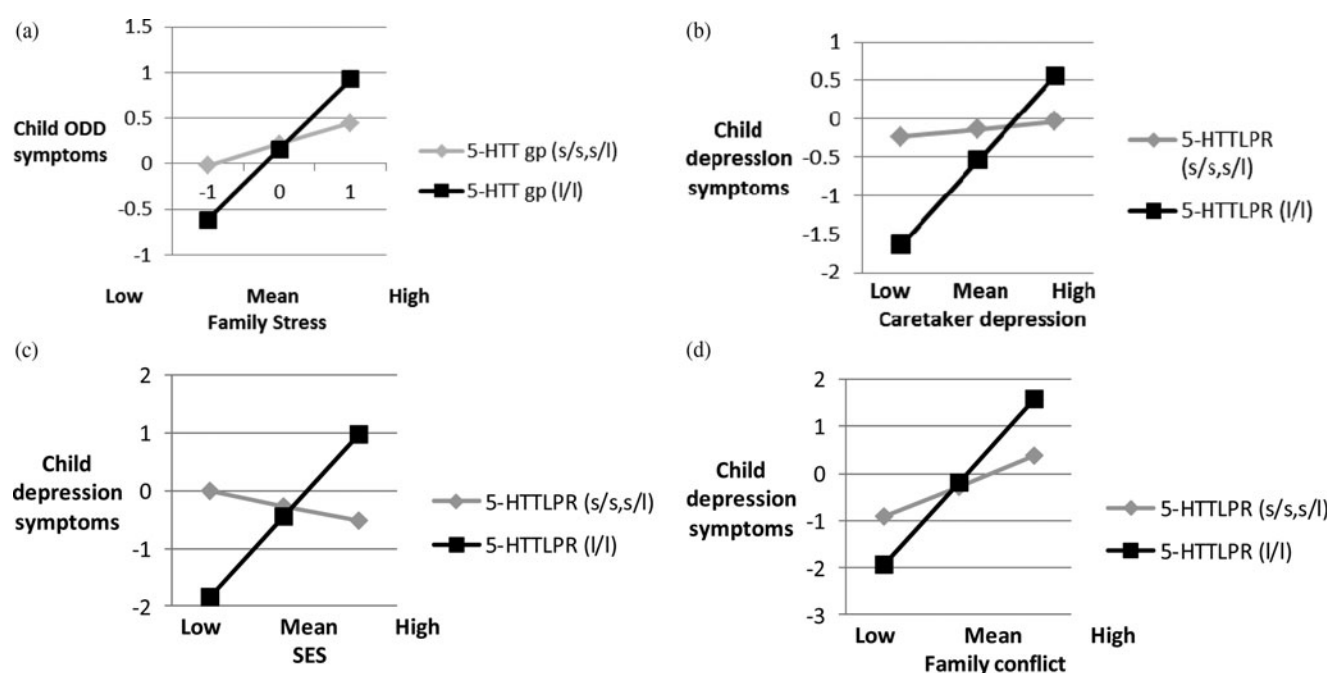 (a)
1.5
1
0.5
0
-0.5
-1
Child ODD
symptoms
-1
0
1
5-HTT gp (s/s,s/l)
5-HTT gp (l/l)
Low
Mean
High
Family Stress
(b)
1
0.5
0
-0.5
-1
-1.5
-2
Child
depression
symptoms
5-HTTLPR
(s/s,s/l)
5-HTTLPR (l/l)
Low
Mean
High
Caretaker depression
(c)
2
1
0
-1
-2
Child
depression
symptoms
5-HTTLPR (s/s,s/l)
5-HTTLPR (l/l)
Low
Mean
High
SES
(d)
2
1
0
-1
-2
-3
Child
depression
symptoms
5-HTTLPR (s/s,s/l)
5-HTTLPR (l/l)
Low
Mean
High
Family conflict